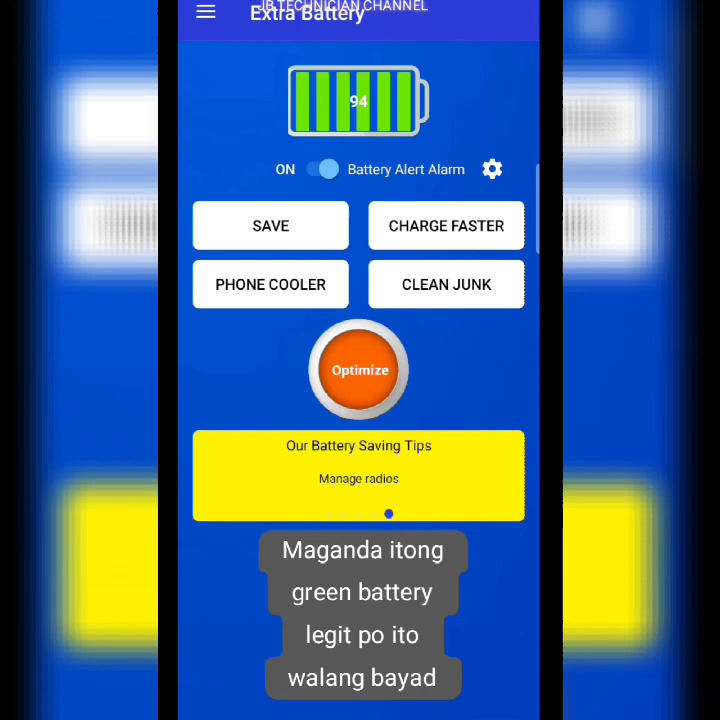 JB TECHNICIAN CHANNEL
Extra Battery
94
ON Battery Alert Alarm
SAVE
CHARGE FASTER
PHONE COOLER
CLEAN JUNK
Optimize
Our Battery Saving Tips
Manage radios
Maganda itong
green battery
legit po ito
walang bayad